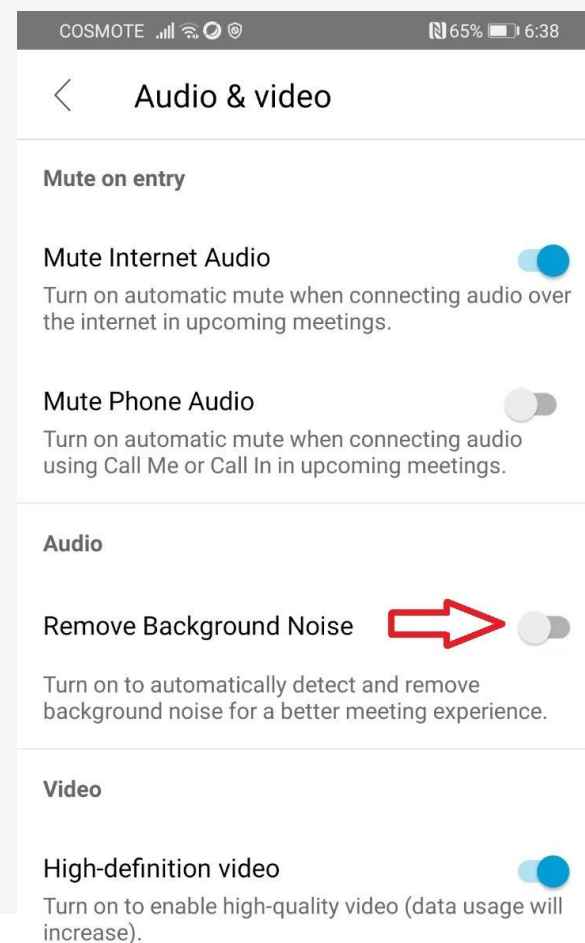 COSMOTE 65% 6:38
Audio & video
Mute on entry
Mute Internet Audio
Turn on automatic mute when connecting audio over
the internet in upcoming meetings.
Mute Phone Audio
Turn on automatic mute when connecting audio
using Call Me or Call In in upcoming meetings.
Audio
Remove Background Noise
Turn on to automatically detect and remove
background noise for a better meeting experience.
Video
High-definition video
Turn on to enable high-quality video (data usage will
increase).